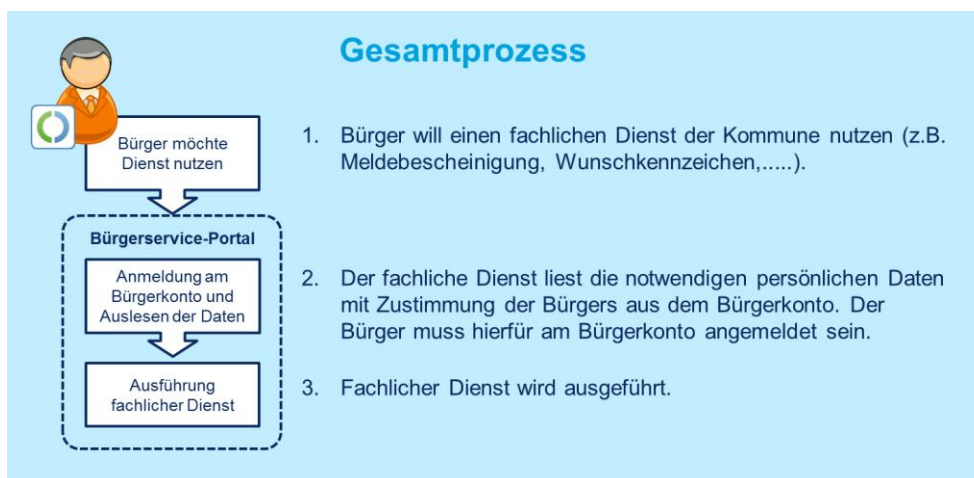 Gesamtprozess
Bürger möchte
Dienst nutzen
1. Bürger will einen fachlichen Dienst der Kommune nutzen (z.B.
Meldebescheinigung, Wunschkennzeichen,.....).
Bürgerservice-Portal
Anmeldung am
Bürgerkonto und
Auslesen der Daten
2. Der fachliche Dienst liest die notwendigen persönlichen Daten
mit Zustimmung der Bürgers aus dem Bürgerkonto. Der
Bürger muss hierfür am Bürgerkonto angemeldet sein.
Ausführung
fachlicher Dienst
3. Fachlicher Dienst wird ausgeführt.